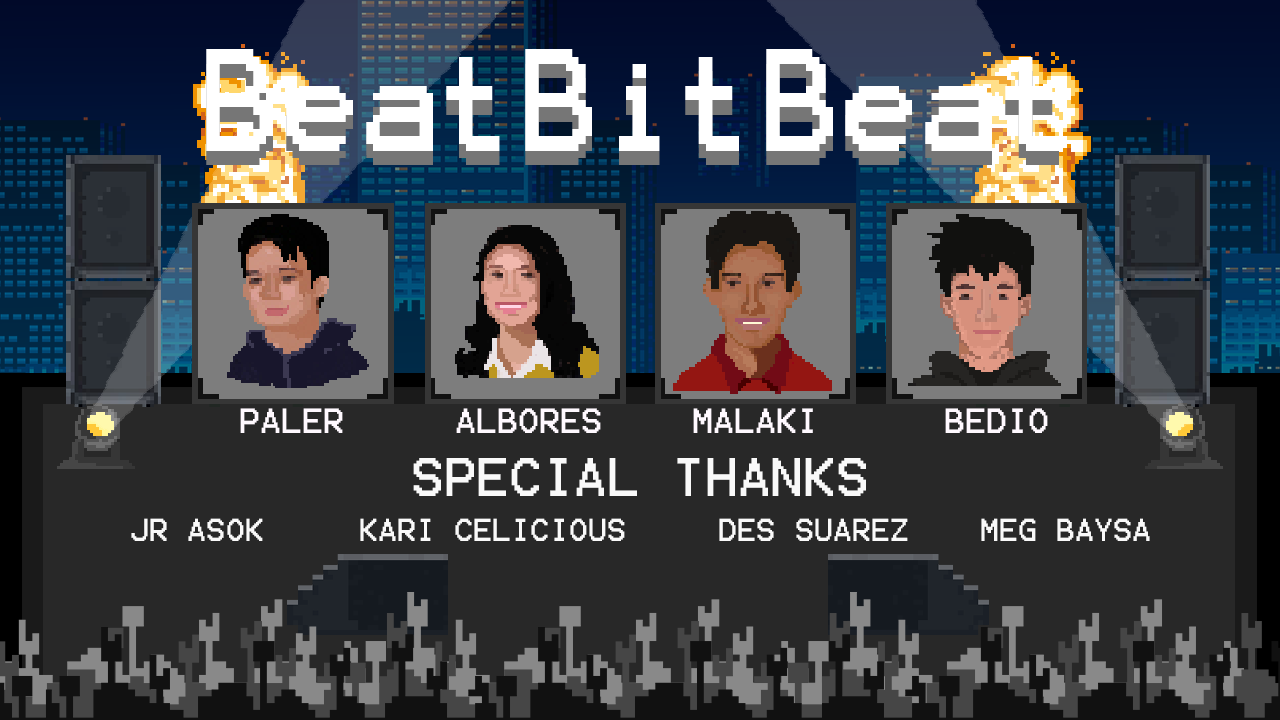 BeatBitBeat
PALER ALBORES MALAKI BEDIO
SPECIAL THANKS
JR ASOK KARI CELICIOUS DES SUAREZ MEG BAYSA